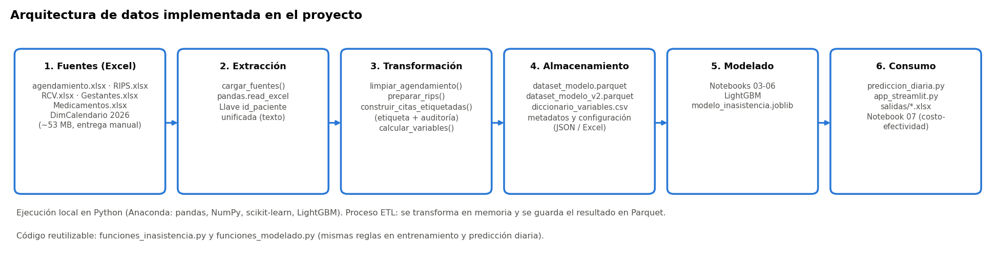 Arquitectura de datos implementada en el proyecto
1. Fuentes (Excel)
agendamiento.xlsx · RIPS.xlsx
RCV.xlsx · Gestantes.xlsx
Medicamentos.xlsx
DimCalendario 2026
(~53 MB, entrega manual)
2. Extracción
cargar_fuentes()
pandas.read_excel
Llave id_paciente
unificada (texto)
3. Transformación
limpiar_agendamiento()
preparar_rips()
construir_citas_etiquetadas()
(etiqueta + auditoría)
calcular_variables()
4. Almacenamiento
dataset_modelo.parquet
dataset_modelo_v2.parquet
diccionario_variables.csv
metadatos y configuración
(JSON / Excel)
5. Modelado
Notebooks 03-06
LightGBM
modelo_inasistencia.joblib
6. Consumo
prediccion_diaria.py
app_streamlit.py
salidas/*.xlsx
Notebook 07 (costo-
efectividad)
Ejecución local en Python (Anaconda: pandas, NumPy, scikit-learn, LightGBM). Proceso ETL: se transforma en memoria y se guarda el resultado en Parquet.
Código reutilizable: funciones_inasistencia.py y funciones_modelado.py (mismas reglas en entrenamiento y predicción diaria).